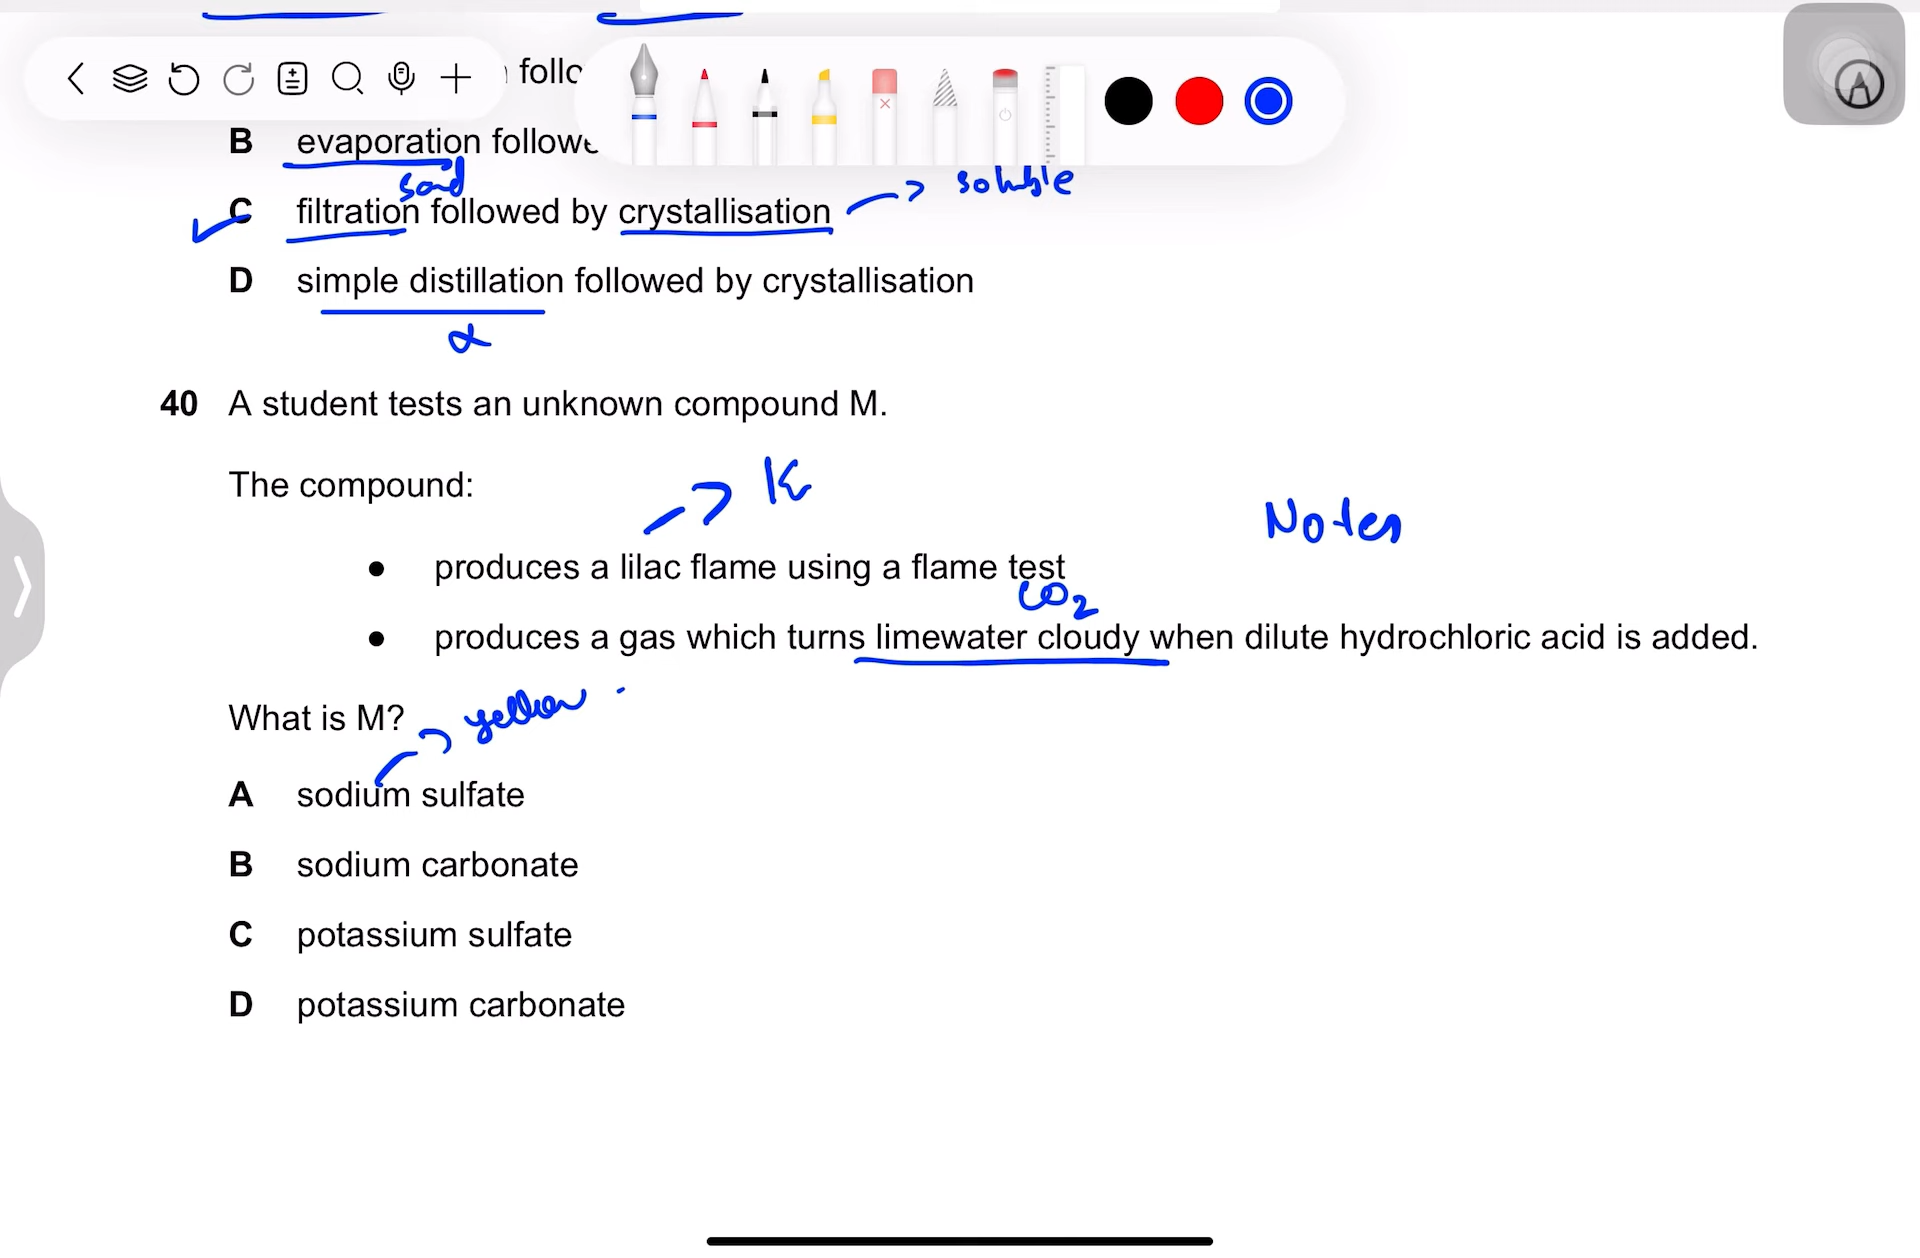 follo
B evaporation followe
sand
soluble
C filtration followed by crystallisation
D simple distillation followed by crystallisation
40 A student tests an unknown compound M.
K
The compound:
Notes
• produces a lilac flame using a flame test
CO2
• produces a gas which turns limewater cloudy when dilute hydrochloric acid is added.
yellow
What is M?
A sodium sulfate
B sodium carbonate
C potassium sulfate
D potassium carbonate